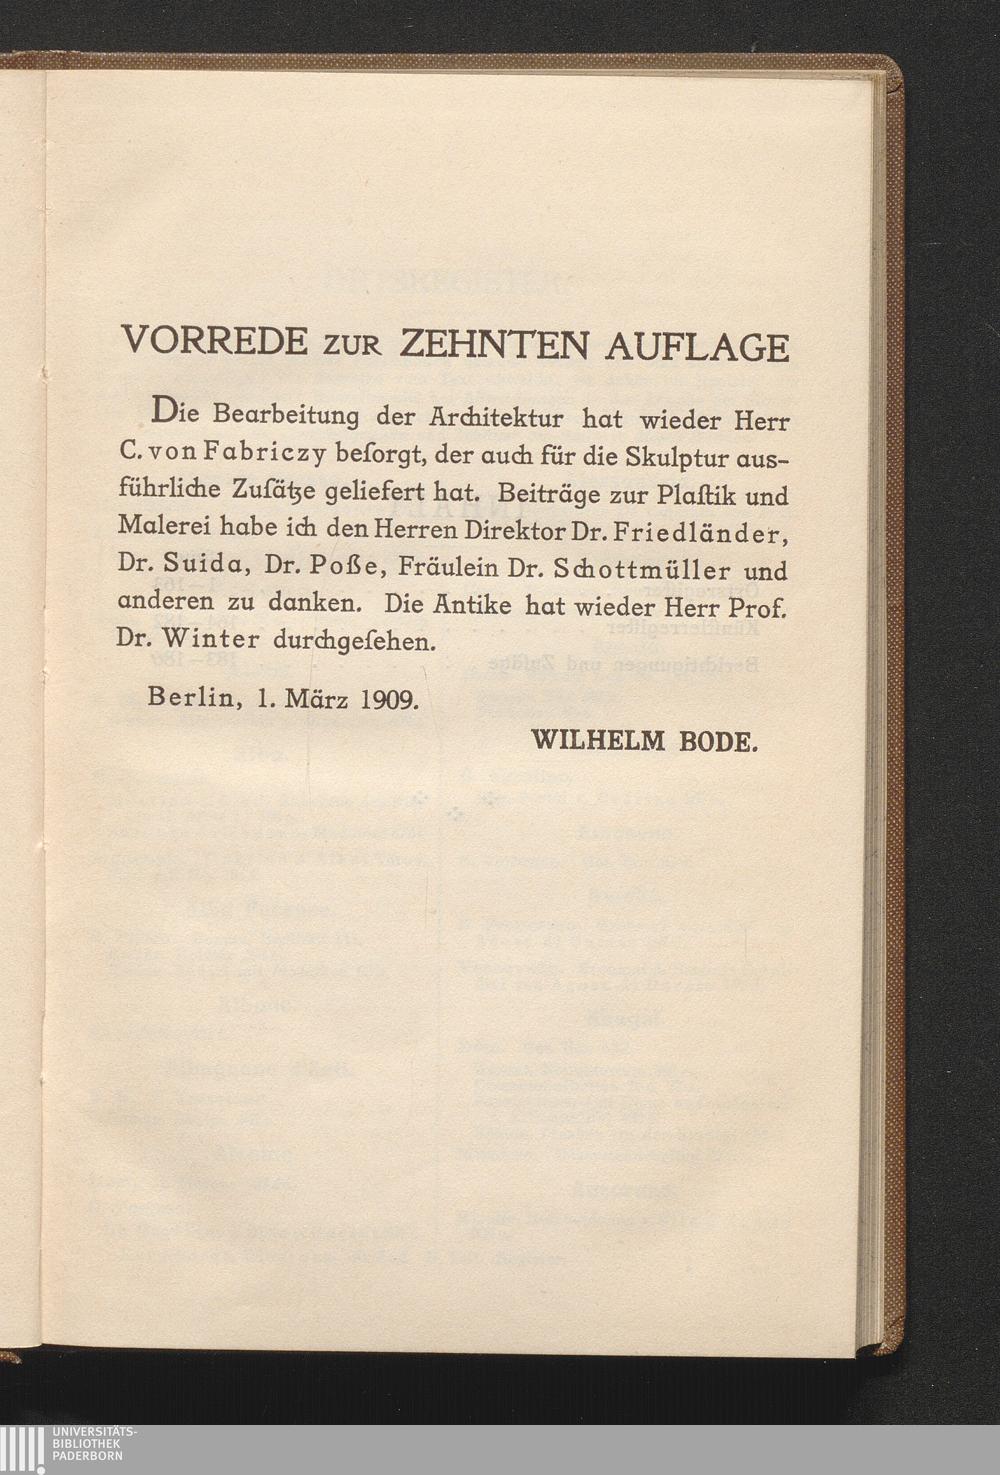 VORREDE ZUR ZEHNTEN AUFLAGE
Die Bearbeitung der Architektur hat wieder Herr
C. von Fabriczy beſorgt, der auch für die Skulptur aus-
führliche Zuſätze geliefert hat. Beiträge zur Plaſtik und
Malerei habe ich den Herren Direktor Dr. Friedländer,
Dr. Suida, Dr. Poße, Fräulein Dr. Schottmüller und
anderen zu danken. Die Antike hat wieder Herr Prof.
Dr. Winter durchgeſehen.
Berlin, 1. März 1909.
WILHELM BODE.
UNIVERSITÄTS-
BIBLIOTHEK
PADERBORN